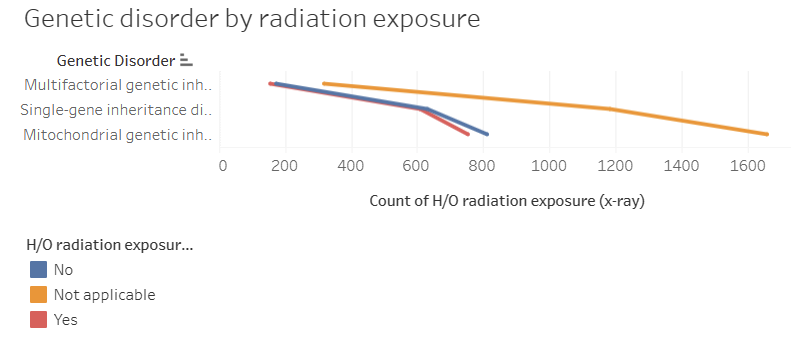 Genetic disorder by radiation exposure
Genetic Disorder
Multifactorial genetic inh..
Single-gene inheritance di..
Mitochondrial genetic inh..
0 200 400 600 800 1000 1200 1400 1600
Count of H/O radiation exposure (x-ray)
H/O radiation exposur...
No
Not applicable
Yes